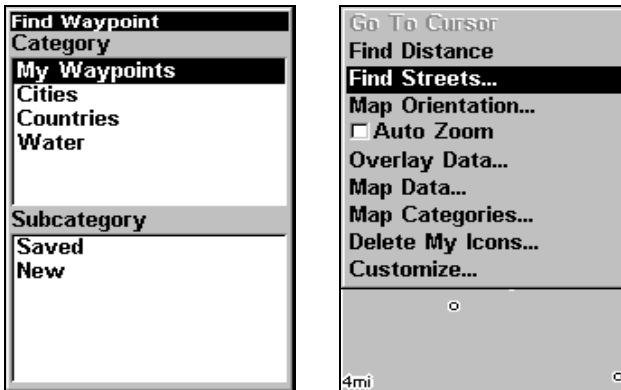 Find Waypoint
Category
My Waypoints
Cities
Countries
Water
Subcategory
Saved
New
Go To Cursor
Find Distance
Find Streets...
Map Orientation...
Auto Zoom
Overlay Data...
Map Data...
Map Categories...
Delete My Icons...
Customize...
4mi